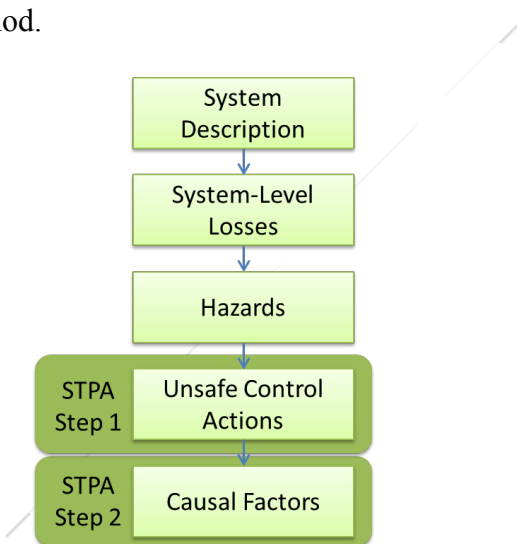 od.
System
Description
System-Level
Losses
Hazards
STPA
Step 1
Unsafe Control
Actions
STPA
Step 2
Causal Factors